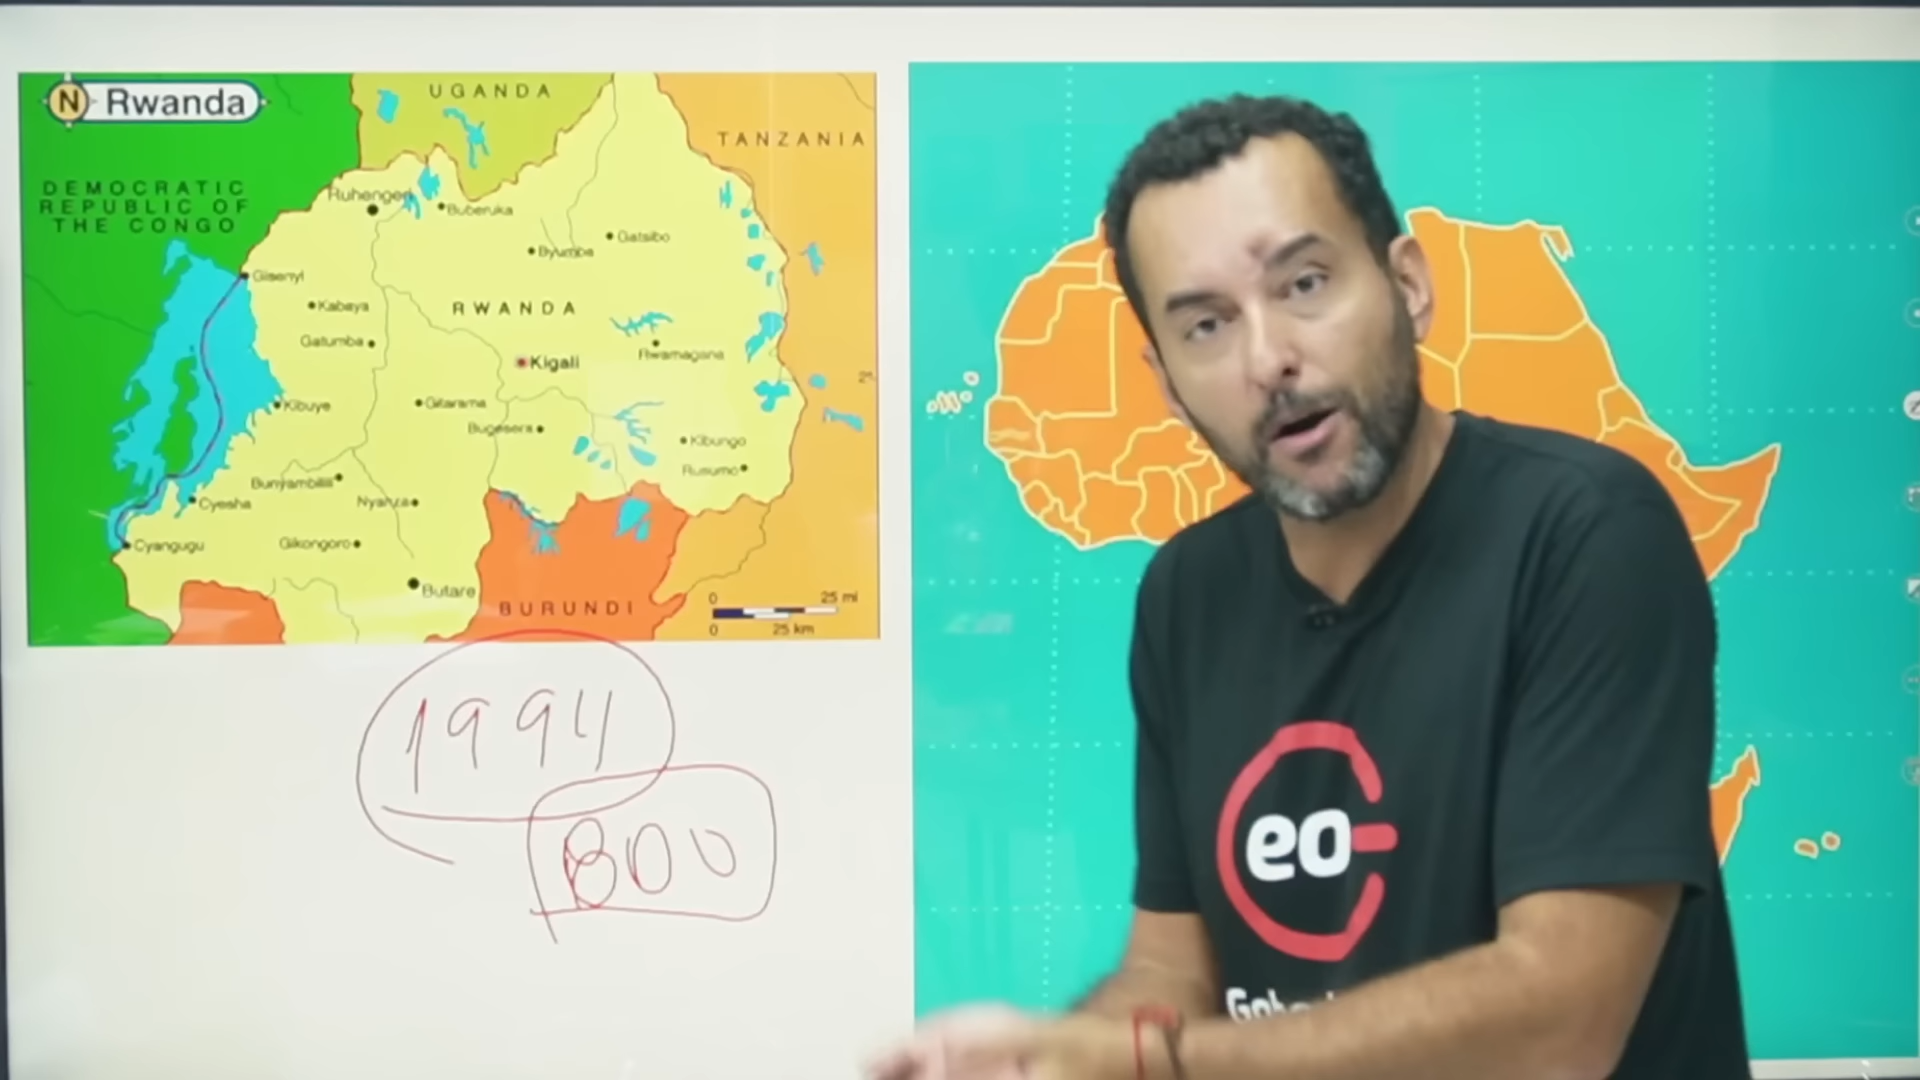 N Rwanda
UGANDA
TANZANIA
DEMOCRATIC
REPUBLIC OF
THE CONGO
Ruhengeri
Buberuka
Byumba
Gatsibo
Gisenyi
Kabaya
RWANDA
Gatumba
Kigali
Rwamagana
2°
Kibuye
Gitarama
Bugesera
Kibungo
Rusumo
Bunyambilili
Cyesha
Nyanza
Cyangugu
Gikongoro
Butare
BURUNDI
0 25 mi
0 25 km
1994
800
eo